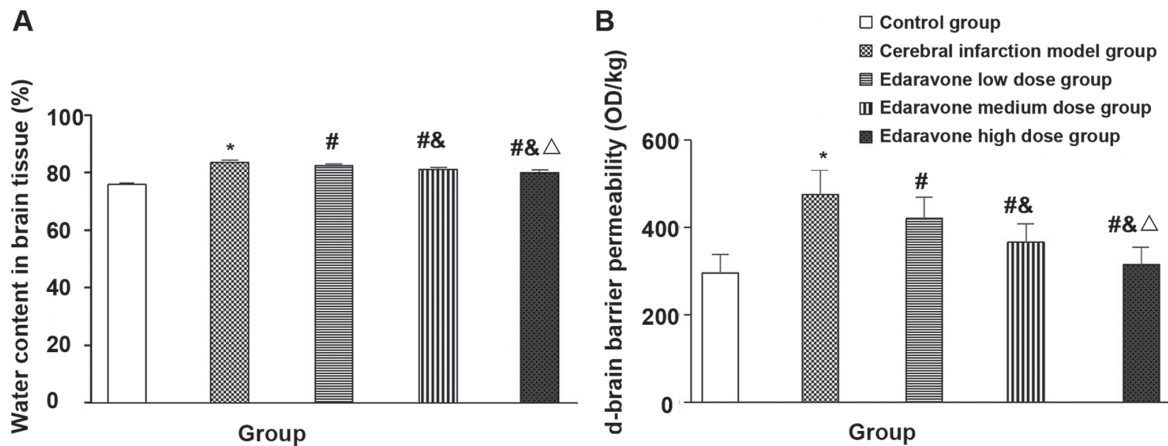 A
Water content in brain tissue (%)
100
80
60
40
20
0
*
#
#&
#&△
Group
B
d-brain barrier permeability (OD/kg)
600
400
200
0
*
#
#&
#&△
Group
Control group
Cerebral infarction model group
Edaravone low dose group
Edaravone medium dose group
Edaravone high dose group